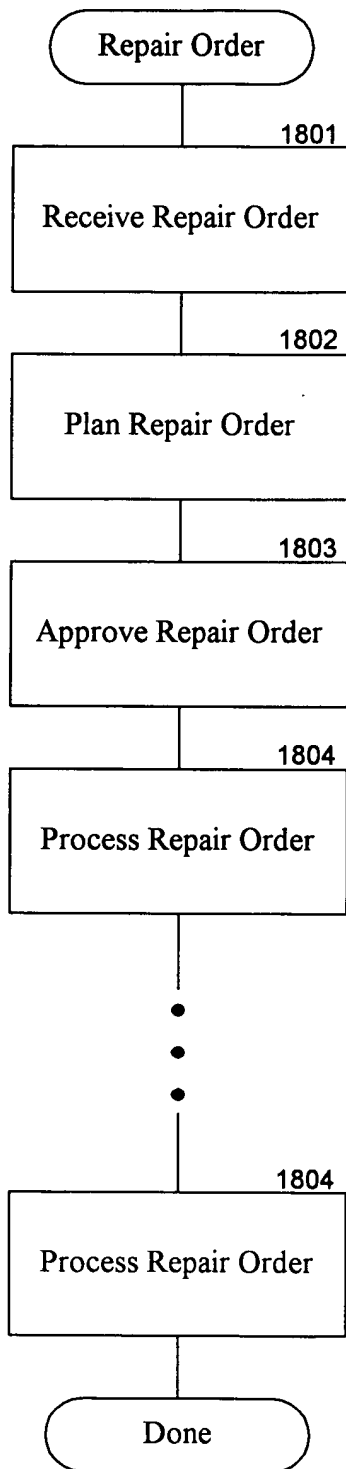 Repair Order
1801
Receive Repair Order
1802
Plan Repair Order
1803
Approve Repair Order
1804
Process Repair Order
1804
Process Repair Order
Done